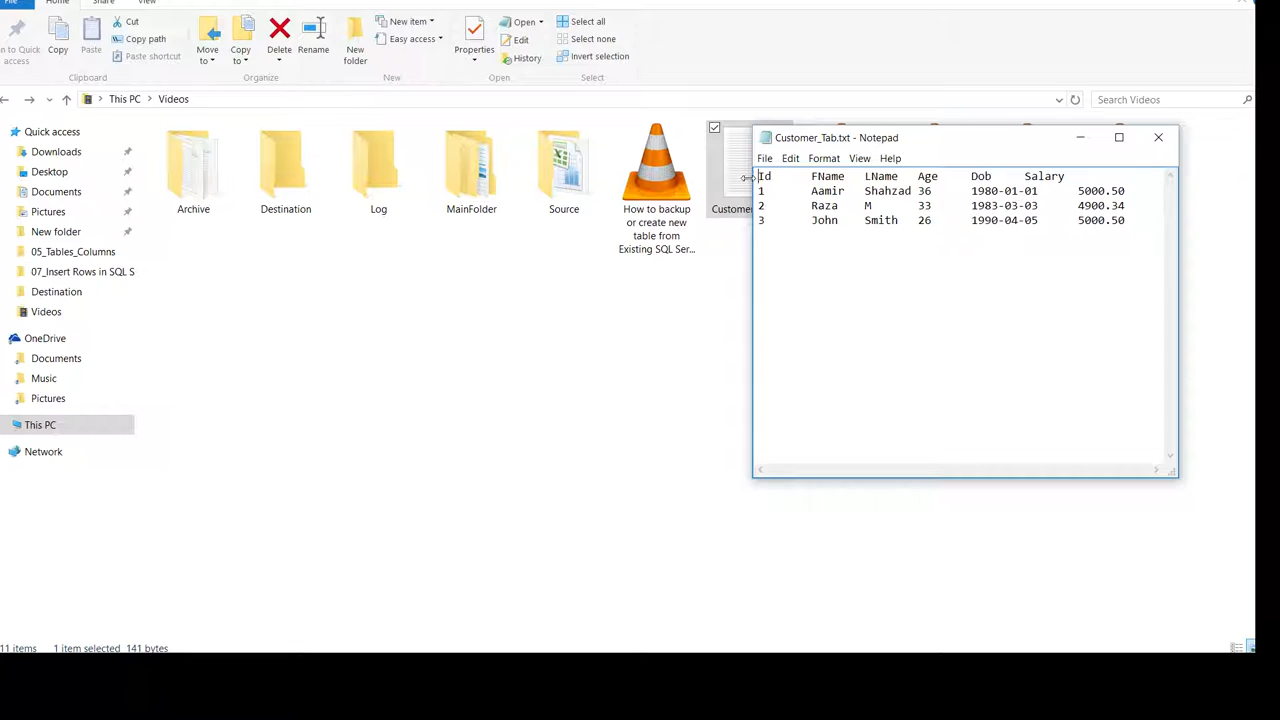 File
Home
Share
View
Cut
Copy path
Paste shortcut
access
Copy
Paste
Move to
Copy to
Delete
Rename
New folder
New item
Easy access
Properties
Open
Edit
History
Select all
Select none
Invert selection
Clipboard
Organize
New
Open
Select
This PC
Videos
Search Videos
Quick access
Downloads
Desktop
Documents
Pictures
New folder
05_Tables_Columns
07_Insert Rows in SQL S
Destination
Videos
OneDrive
Documents
Music
Pictures
This PC
Network
Archive
Destination
Log
MainFolder
Source
How to backup
or create new
table from
Existing SQL Ser...
Customer
Customer_Tab.txt - Notepad
File Edit Format View Help
Id FName LName Age Dob Salary
1 Aamir Shahzad 36 1980-01-01 5000.50
2 Raza M 33 1983-03-03 4900.34
3 John Smith 26 1990-04-05 5000.50
11 items 1 item selected 141 bytes